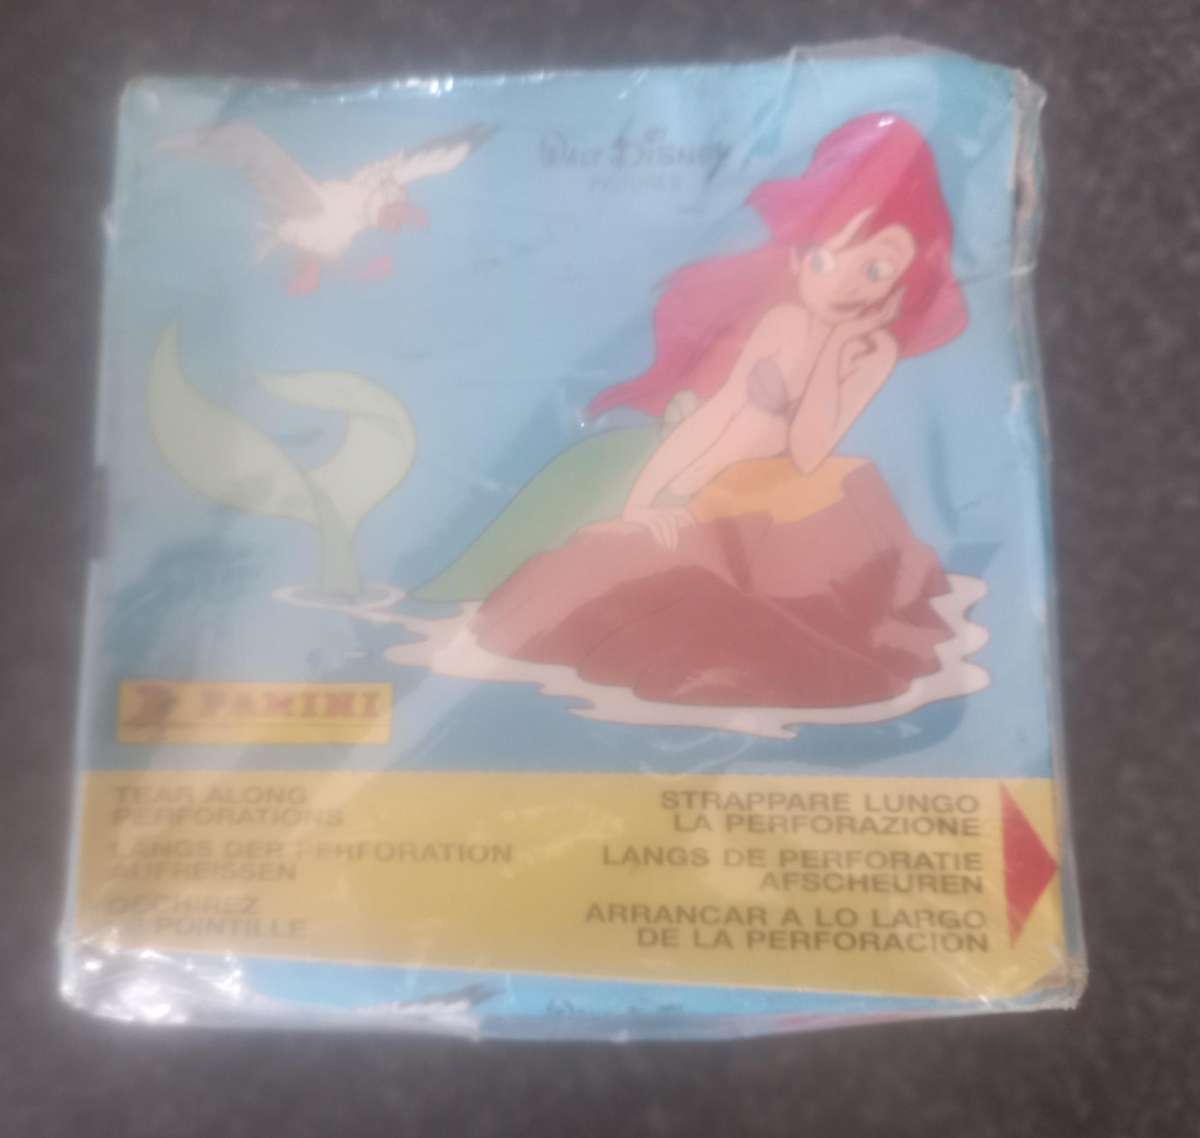 WALT DISNEY
PICTURES
PANINI
TEAR ALONG
PERFORATIONS
LANGS DER PERFORATION
AUFREISSEN
DECHIREZ
POINTILLE
STRAPPARE LUNGO
LA PERFORAZIONE
LANGS DE PERFORATIE
AFSCHEUREN
ARRANCAR A LO LARGO
DE LA PERFORACION